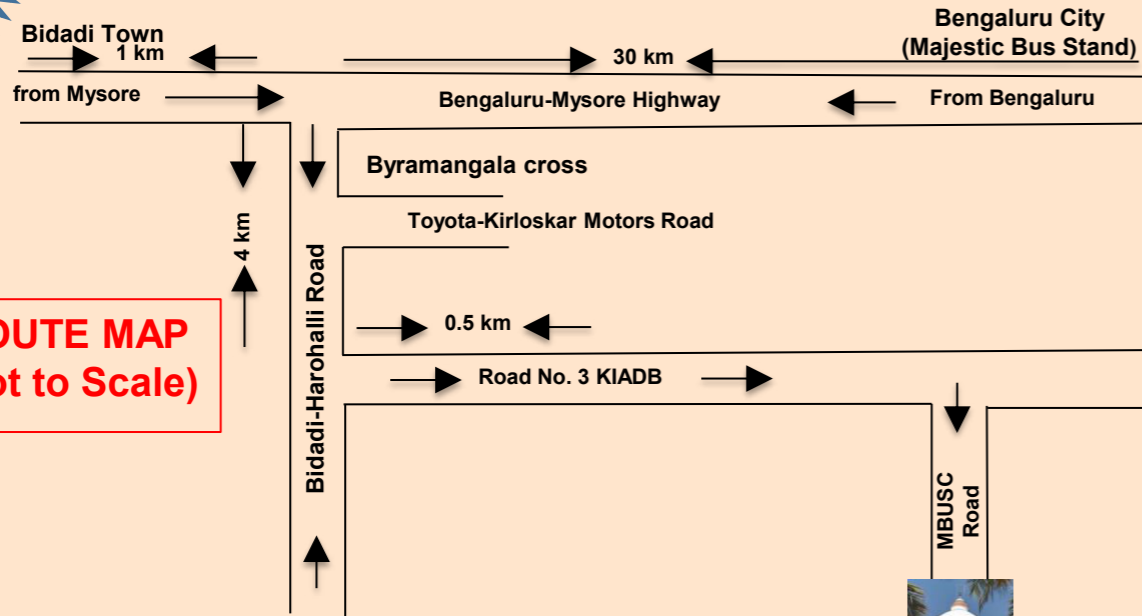 Bengaluru City
(Majestic Bus Stand)
Bidadi Town
1 km
30 km
from Mysore
Bengaluru-Mysore Highway
From Bengaluru
Byramangala cross
Toyota-Kirloskar Motors Road
4 km
Bidadi-Harohalli Road
0.5 km
MAP
to Scale)
Road No. 3 KIADB
MBUSC
Road